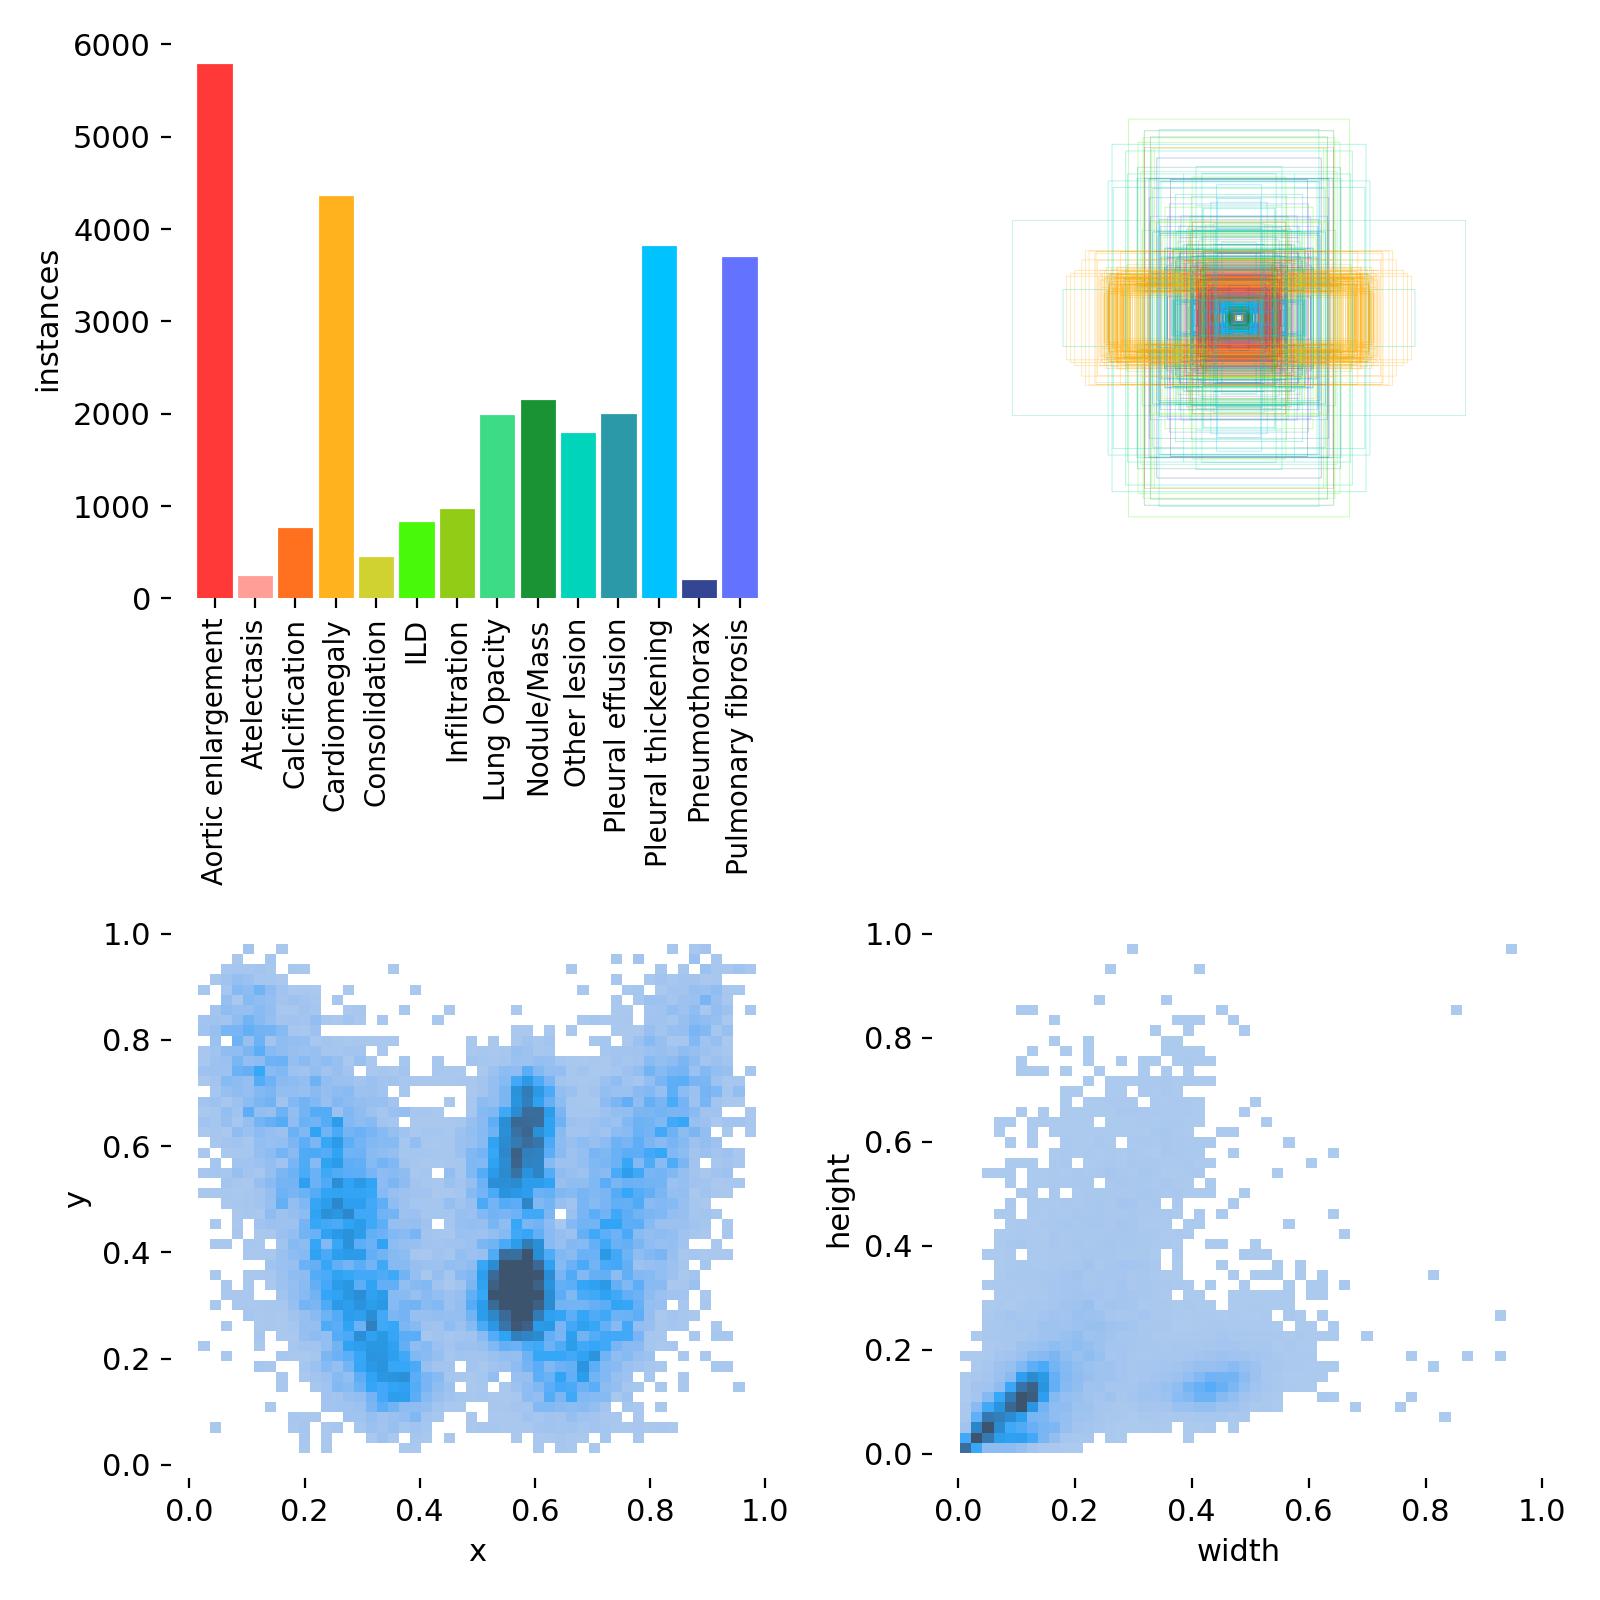 6000
5000
4000
3000
2000
1000
0
instances
Aortic enlargement
Atelectasis
Calcification
Cardiomegaly
Consolidation
ILD
Infiltration
Lung Opacity
Nodule/Mass
Other lesion
Pleural effusion
Pleural thickening
Pneumothorax
Pulmonary fibrosis
1.0
0.8
0.6
0.4
0.2
0.0
y
0.0 0.2 0.4 0.6 0.8 1.0
x
1.0
0.8
0.6
0.4
0.2
0.0
height
0.0 0.2 0.4 0.6 0.8 1.0
width